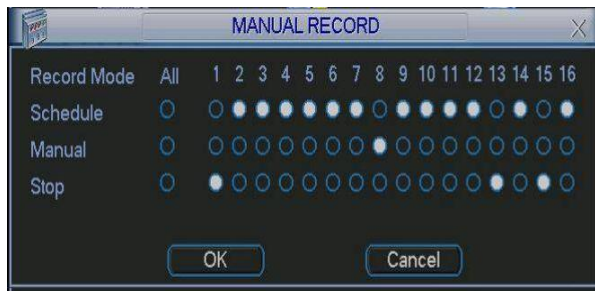 MANUAL RECORD
Record Mode All 1 2 3 4 5 6 7 8 9 10 11 12 13 14 15 16
Schedule
Manual
Stop
OK Cancel